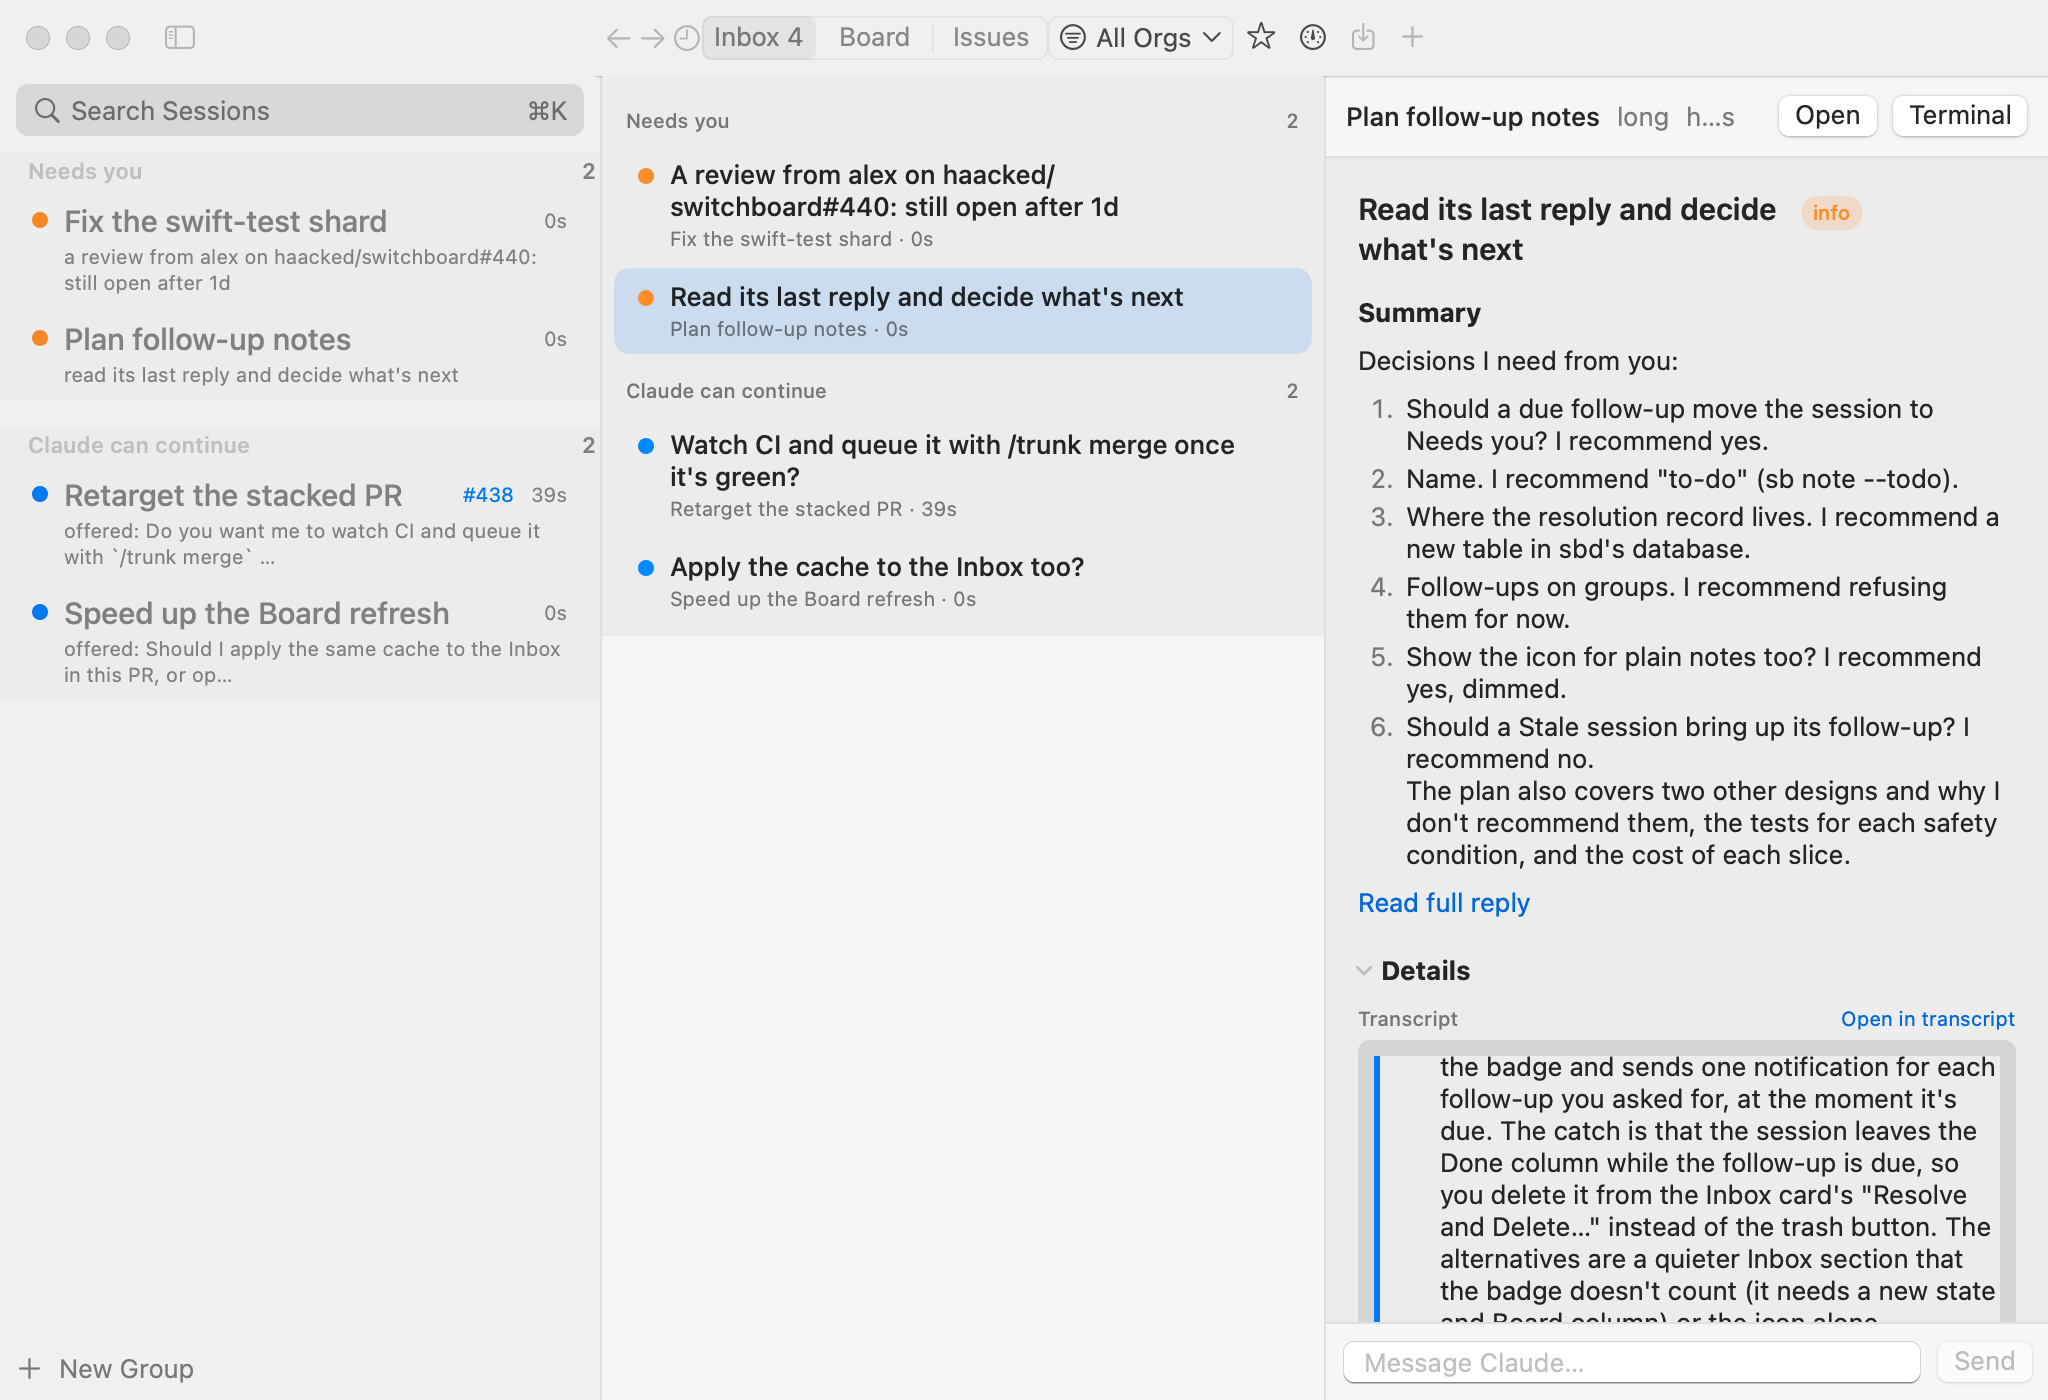 Inbox 4
Board
Issues
All Orgs
Search Sessions
⌘K
Needs you
2
Fix the swift-test shard
0s
a review from alex on haacked/switchboard#440:
still open after 1d
Plan follow-up notes
0s
read its last reply and decide what's next
Claude can continue
2
Retarget the stacked PR
#438
39s
offered: Do you want me to watch CI and queue it
with `/trunk merge` ...
Speed up the Board refresh
0s
offered: Should I apply the same cache to the Inbox
in this PR, or op...
New Group
Needs you
2
A review from alex on haacked/
switchboard#440: still open after 1d
Fix the swift-test shard · 0s
Read its last reply and decide what's next
Plan follow-up notes · 0s
Claude can continue
2
Watch CI and queue it with /trunk merge once
it's green?
Retarget the stacked PR · 39s
Apply the cache to the Inbox too?
Speed up the Board refresh · 0s
Plan follow-up notes
long h...s
Open
Terminal
Read its last reply and decide
what's next
info
Summary
Decisions I need from you:
1. Should a due follow-up move the session to
Needs you? I recommend yes.
2. Name. I recommend "to-do" (sb note --todo).
3. Where the resolution record lives. I recommend a
new table in sbd's database.
4. Follow-ups on groups. I recommend refusing
them for now.
5. Show the icon for plain notes too? I recommend
yes, dimmed.
6. Should a Stale session bring up its follow-up? I
recommend no.
The plan also covers two other designs and why I
don't recommend them, the tests for each safety
condition, and the cost of each slice.
Read full reply
Details
Transcript
Open in transcript
the badge and sends one notification for each
follow-up you asked for, at the moment it's
due. The catch is that the session leaves the
Done column while the follow-up is due, so
you delete it from the Inbox card's "Resolve
and Delete…" instead of the trash button. The
alternatives are a quieter Inbox section that
the badge doesn't count (it needs a new state
and Board column) or the icon alone.
Message Claude...
Send